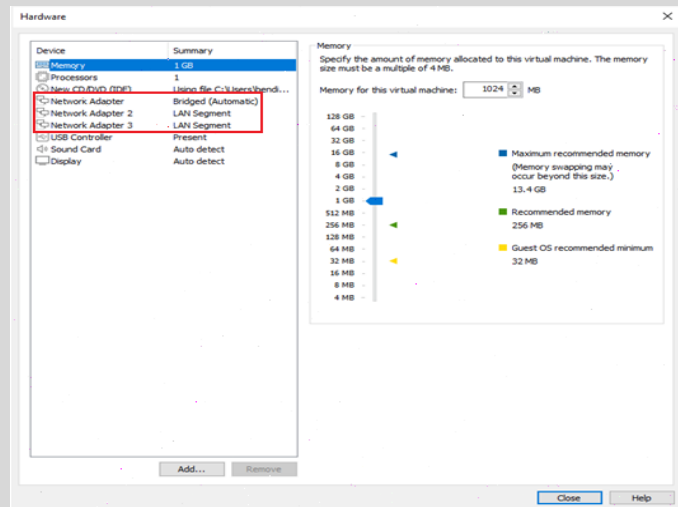 Hardware
Device Summary
Memory 1 GB
Processors 1
New CD/DVD (IDE) Using file C:\Users\hendi...
Network Adapter Bridged (Automatic)
Network Adapter 2 LAN Segment
Network Adapter 3 LAN Segment
USB Controller Present
Sound Card Auto detect
Display Auto detect
Add... Remove
Memory
Specify the amount of memory allocated to this virtual machine. The memory
size must be a multiple of 4 MB.
Memory for this virtual machine: 1024 MB
128 GB
64 GB
32 GB
16 GB
8 GB
4 GB
2 GB
1 GB
512 MB
256 MB
128 MB
64 MB
32 MB
16 MB
8 MB
4 MB
Maximum recommended memory
(Memory swapping may
occur beyond this size.)
13.4 GB
Recommended memory
256 MB
Guest OS recommended minimum
32 MB
Close Help